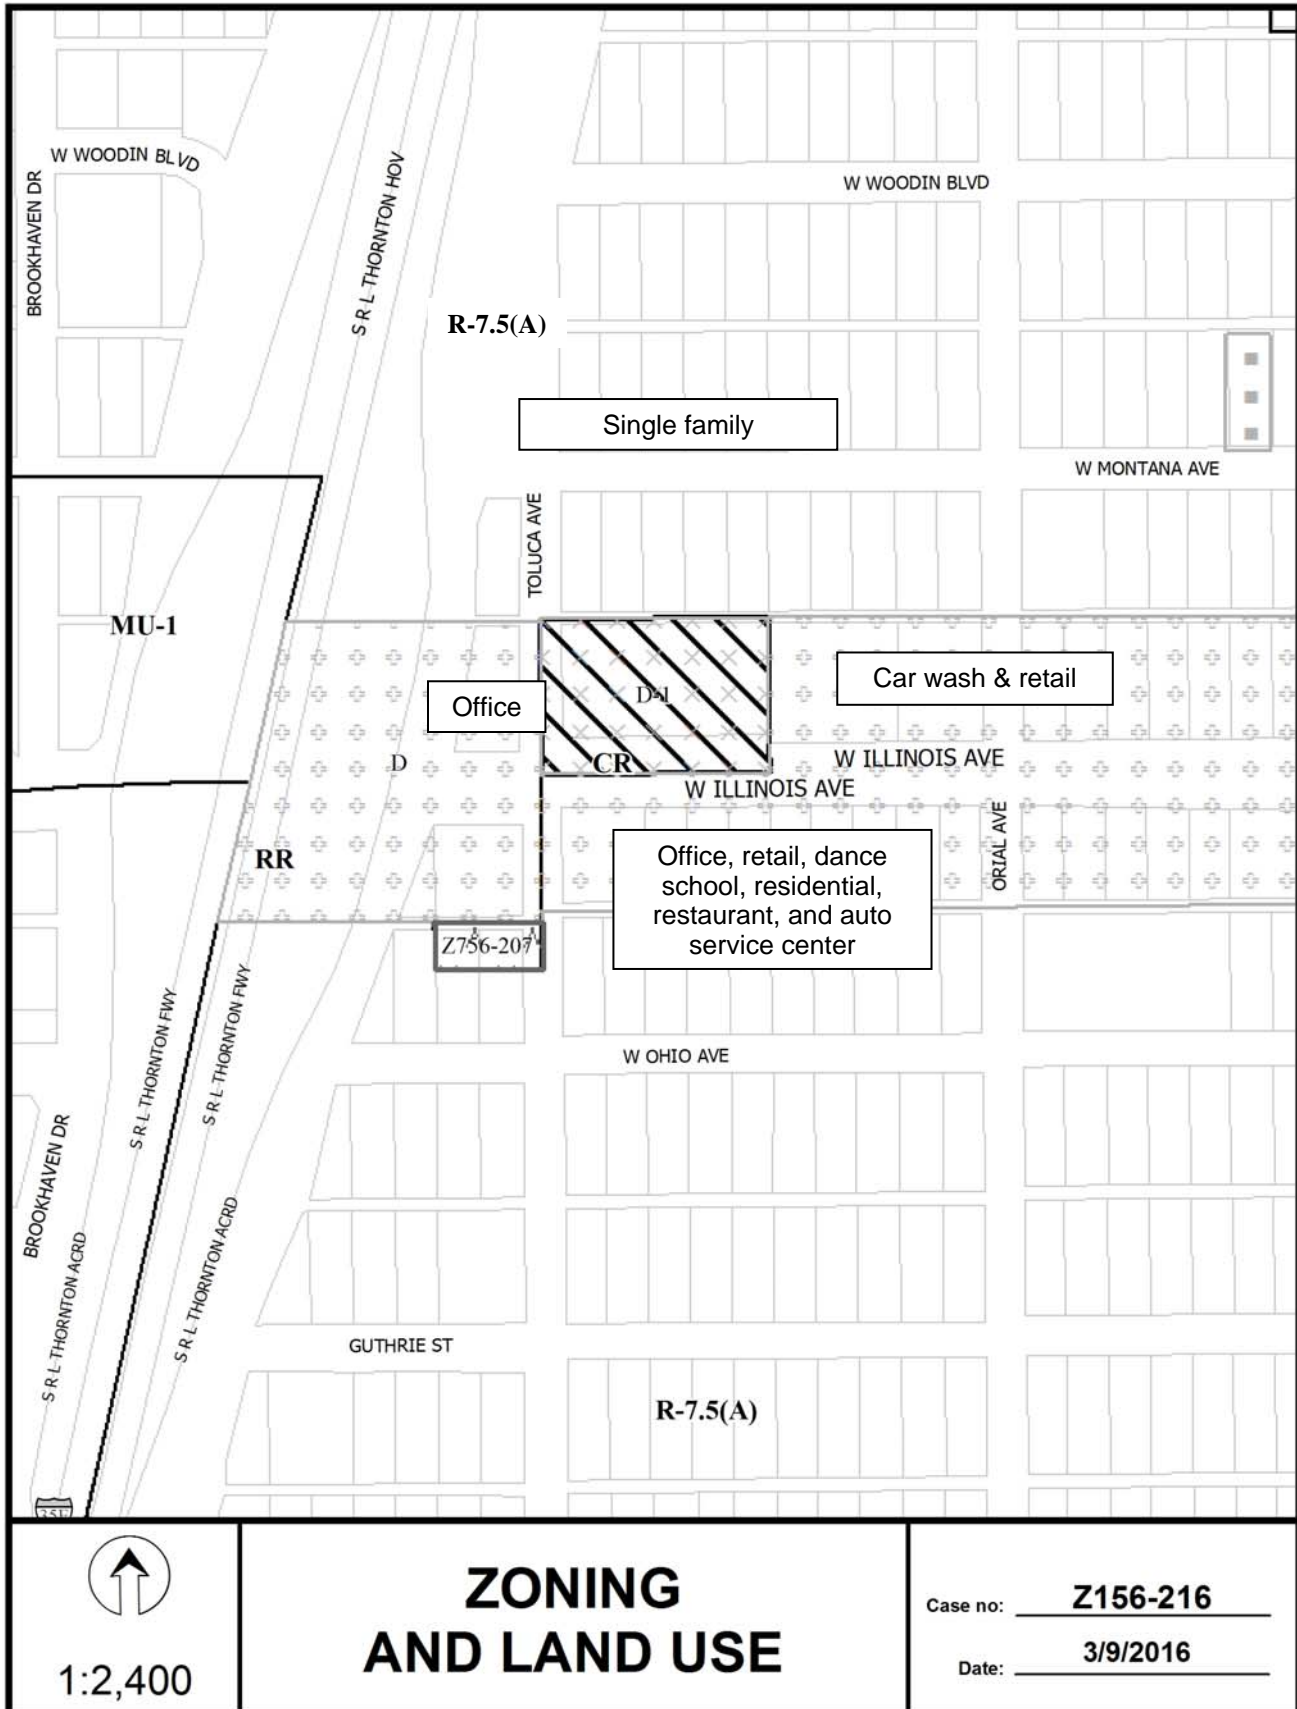 W WOODIN BLVD
BROOKHAVEN DR
S R L THORNTON HOV
W WOODIN BLVD
R-7.5(A)
Single family
W MONTANA AVE
TOLUCA AVE
MU-1
Office
D-1
Car wash & retail
D
CR
W ILLINOIS AVE
W ILLINOIS AVE
RR
Office, retail, dance
school, residential,
restaurant, and auto
service center
ORIAL AVE
Z756-207
S R L THORNTON FWY
S R L THORNTON FWY
W OHIO AVE
BROOKHAVEN DR
S R L THORNTON ACRD
S R L THORNTON ACRD
GUTHRIE ST
R-7.5(A)
1:2,400
ZONING
AND LAND USE
Case no: Z156-216
Date: 3/9/2016